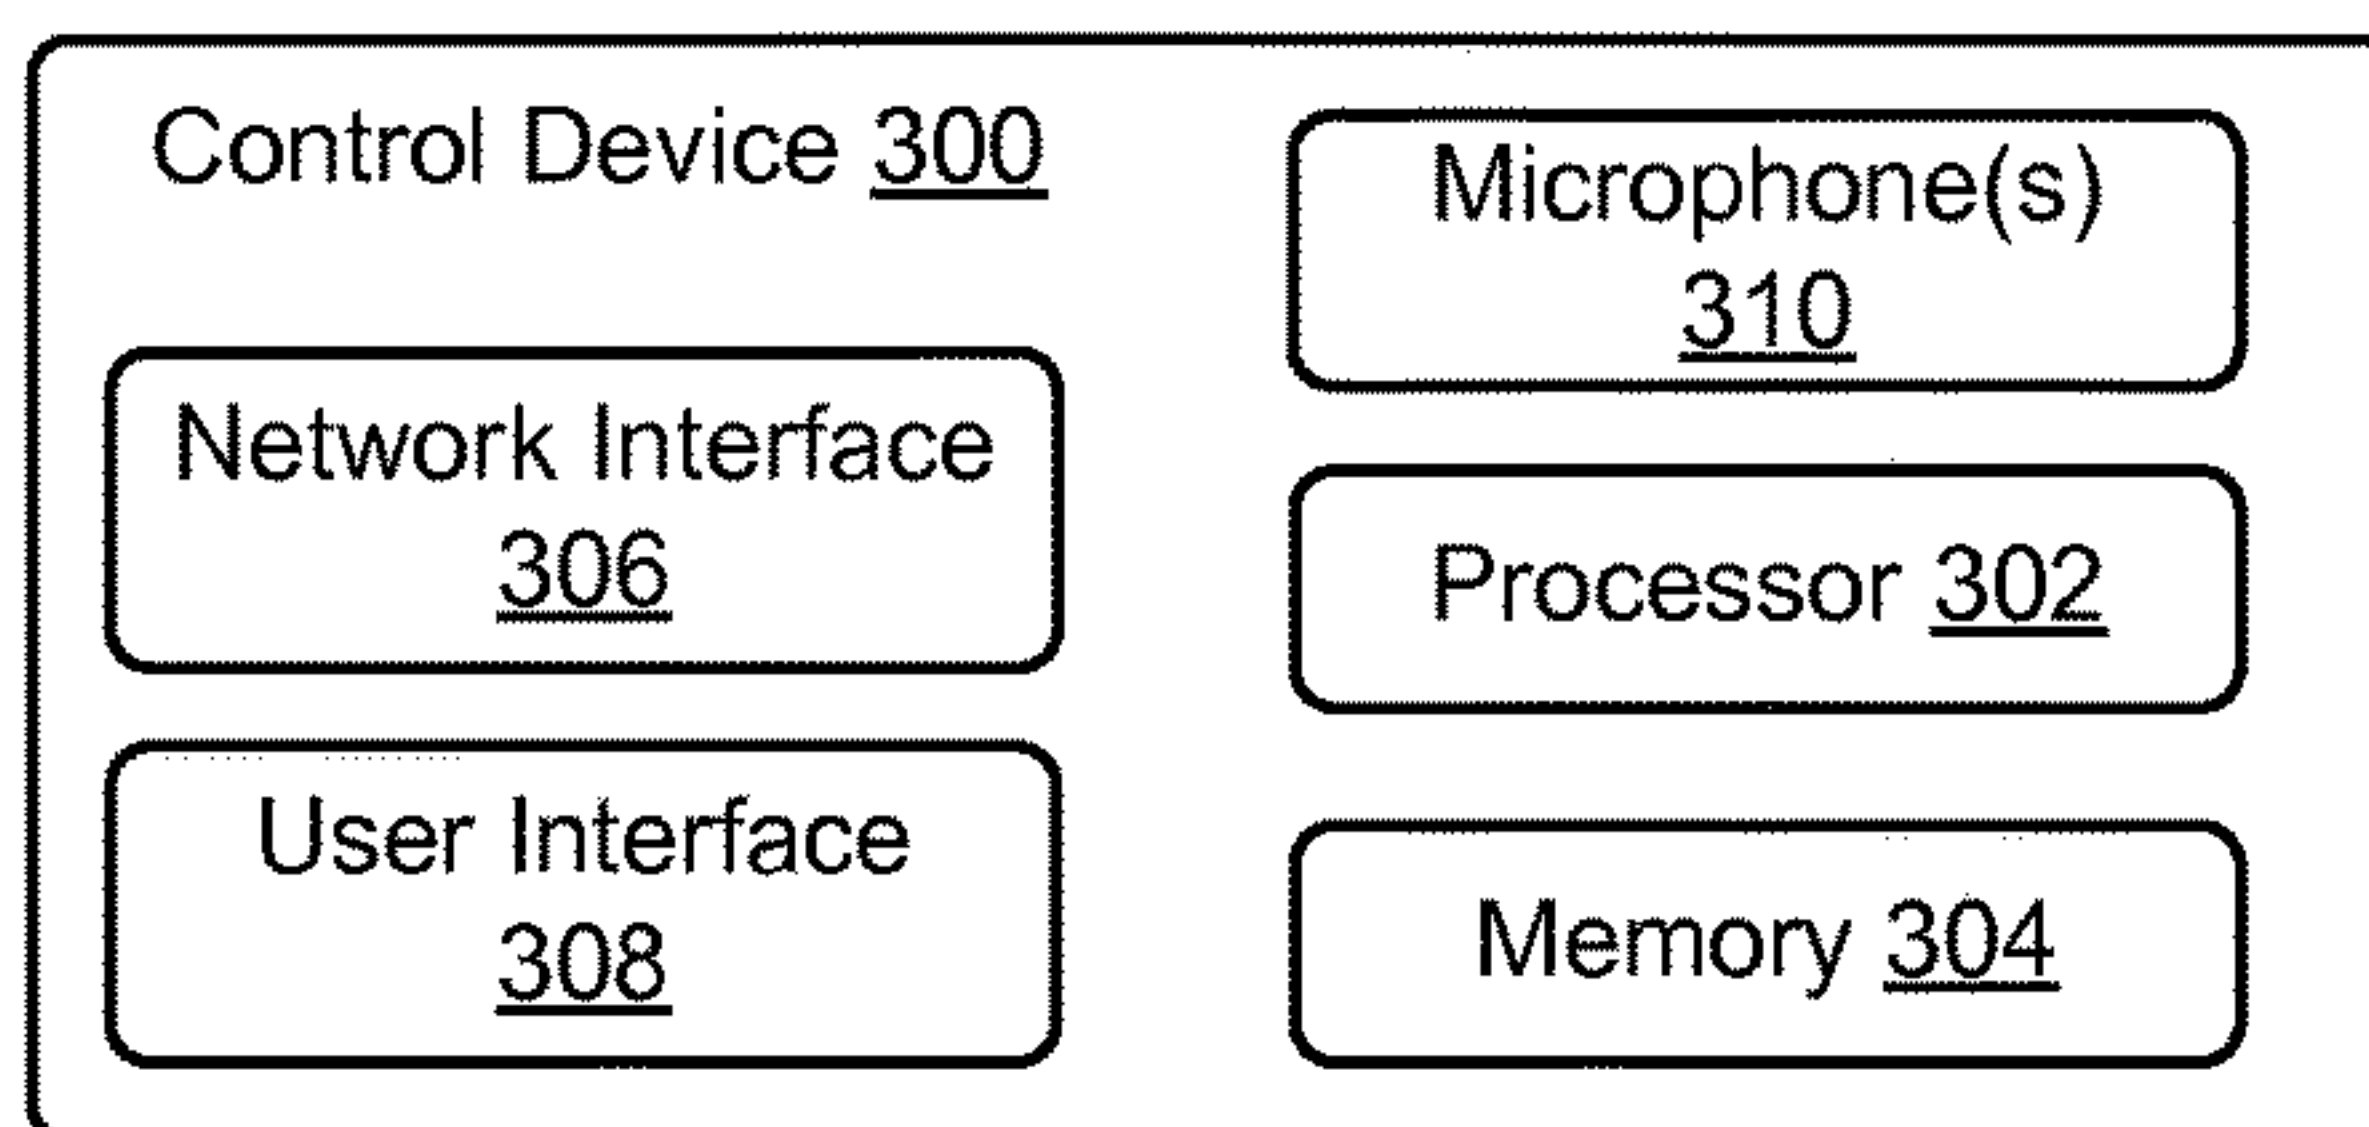 Control Device 300
Network Interface
306
User Interface
308
Microphone(s)
310
Processor 302
Memory 304